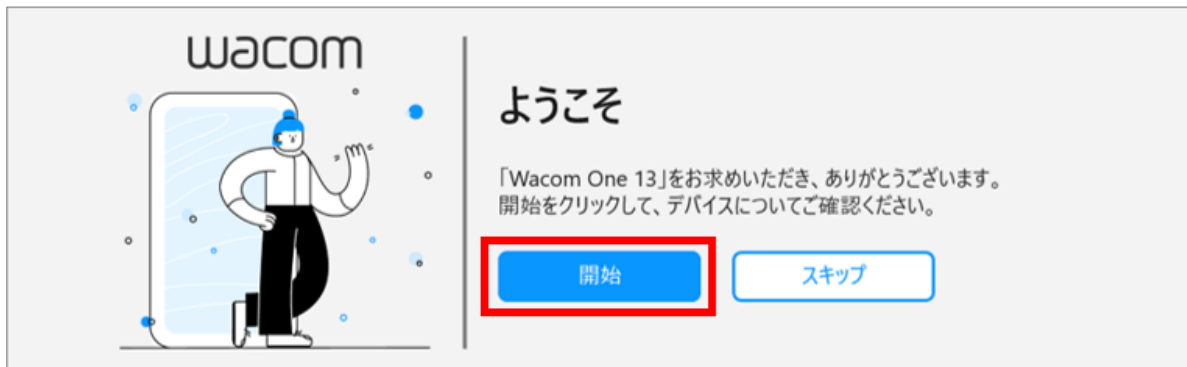 wacom
ようこそ
「Wacom One 13」をお求めいただき、ありがとうございます。
開始をクリックして、デバイスについてご確認ください。
開始
スキップ